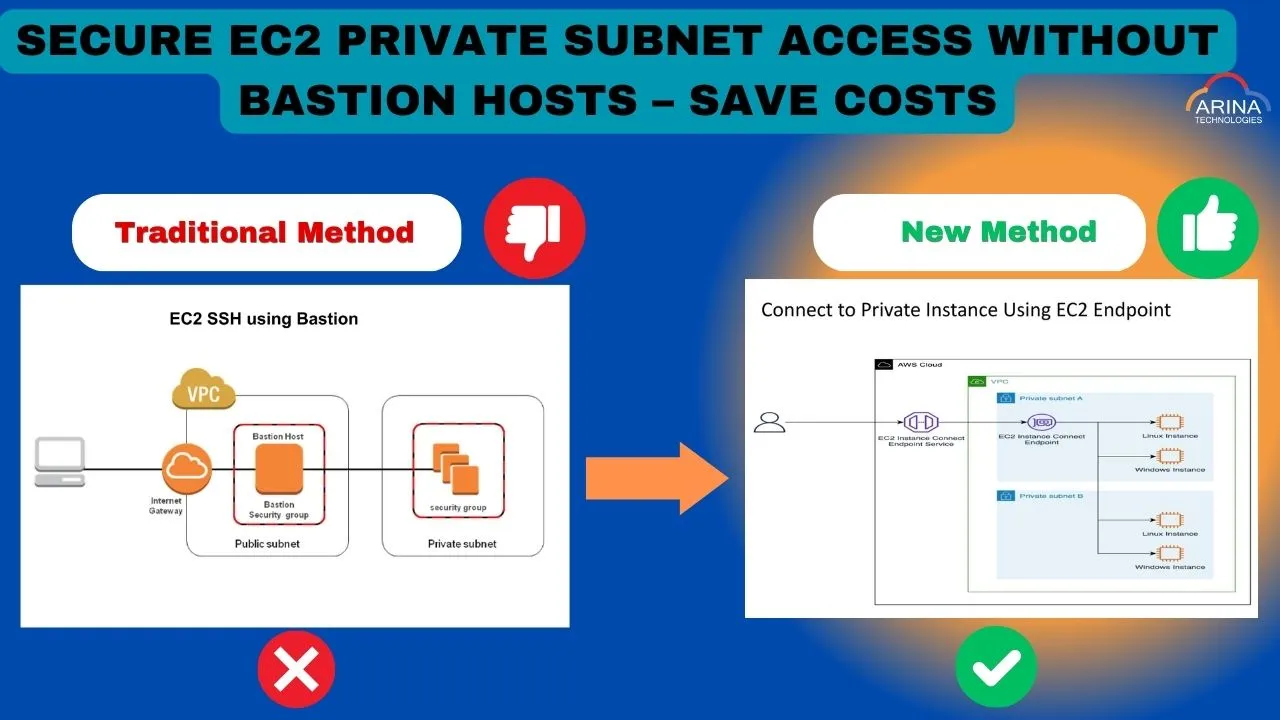 SECURE EC2 PRIVATE SUBNET ACCESS WITHOUT
BASTION HOSTS – SAVE COSTS
ARINA
TECHNOLOGIES
Traditional Method
New Method
EC2 SSH using Bastion
VPC
Bastion Host
Internet
Gateway
Bastion
Security group
security group
Public subnet
Private subnet
Connect to Private Instance Using EC2 Endpoint
AWS Cloud
VPC
Private subnet A
EC2 Instance Connect
Endpoint Service
EC2 Instance Connect
Endpoint
Linux Instance
Windows Instance
Private subnet B
Linux Instance
Windows Instance